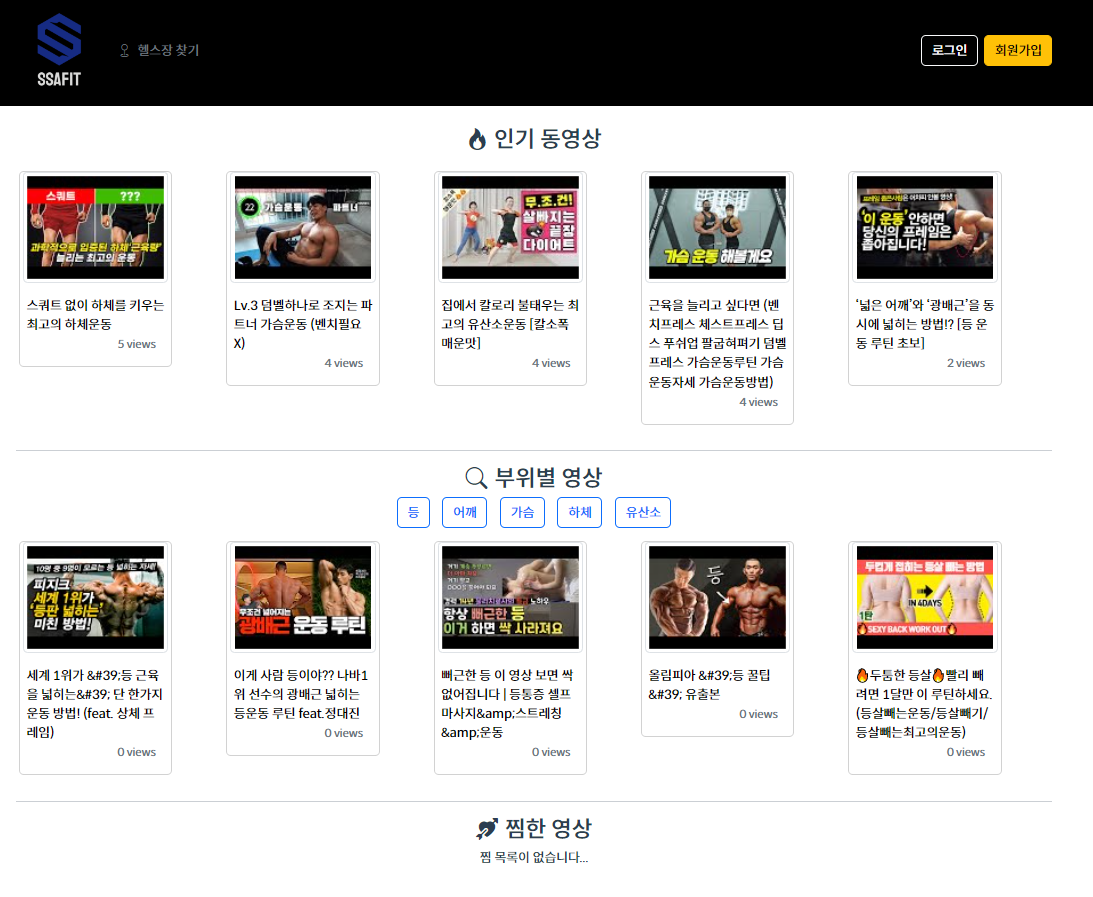 SSAFIT
헬스장 찾기
로그인
회원가입
인기 동영상
스쿼트
???
과학적으로 입증된 하체 '근육량'
늘리는 최고의 운동
스쿼트 없이 하체를 키우는
최고의 하체운동
5 views
22 가슴운동
파트너
Lv.3 덤벨하나로 조지는 파
트너 가슴운동 (벤치필요
X)
4 views
무.조.건!
살빠지는
끝장
다이어트
집에서 칼로리 불태우는 최
고의 유산소운동 [칼소폭
매운맛]
4 views
가슴 운동 해볼게요
근육을 늘리고 싶다면 (벤
치프레스 체스트프레스 딥
스 푸쉬업 팔굽혀펴기 덤벨
프레스 가슴운동루틴 가슴
운동자세 가슴운동방법)
4 views
'이 운동' 안하면
당신의 프레임은
좁아집니다!
‘넓은 어깨’와 ‘광배근’을 동
시에 넓히는 방법!? [등 운
동 루틴 초보]
2 views
부위별 영상
등
어깨
가슴
하체
유산소
10명 중 9명이 모르는 등 넓히는 자세!
피지크
세계 1위가
'등판 넓히는'
미친 방법!
세계 1위가 &#39;등 근육
을 넓히는&#39; 단 한가지
운동 방법! (feat. 상체 프
레임)
0 views
무조건 넓어지는
광배근 운동 루틴
이게 사람 등이야?? 나바1
위 선수의 광배근 넓히는
등운동 루틴 feat.정대진
0 views
항상 뻐근한 등
이거 하면 싹 사라져요
뻐근한 등 이 영상 보면 싹
없어집니다 | 등통증 셀프
마사지&amp;스트레칭
&amp;운동
0 views
등
올림피아 &#39;등 꿀팁
&#39; 유출본
0 views
두껍게 접히는 등살 빼는 방법
IN 4DAYS
1탄
SEXY BACK WORK OUT
🔥두툼한 등살🔥빨리 빼
려면 1달만 이 루틴하세요.
(등살빼는운동/등살빼기/
등살빼는최고의운동)
0 views
찜한 영상
찜 목록이 없습니다...